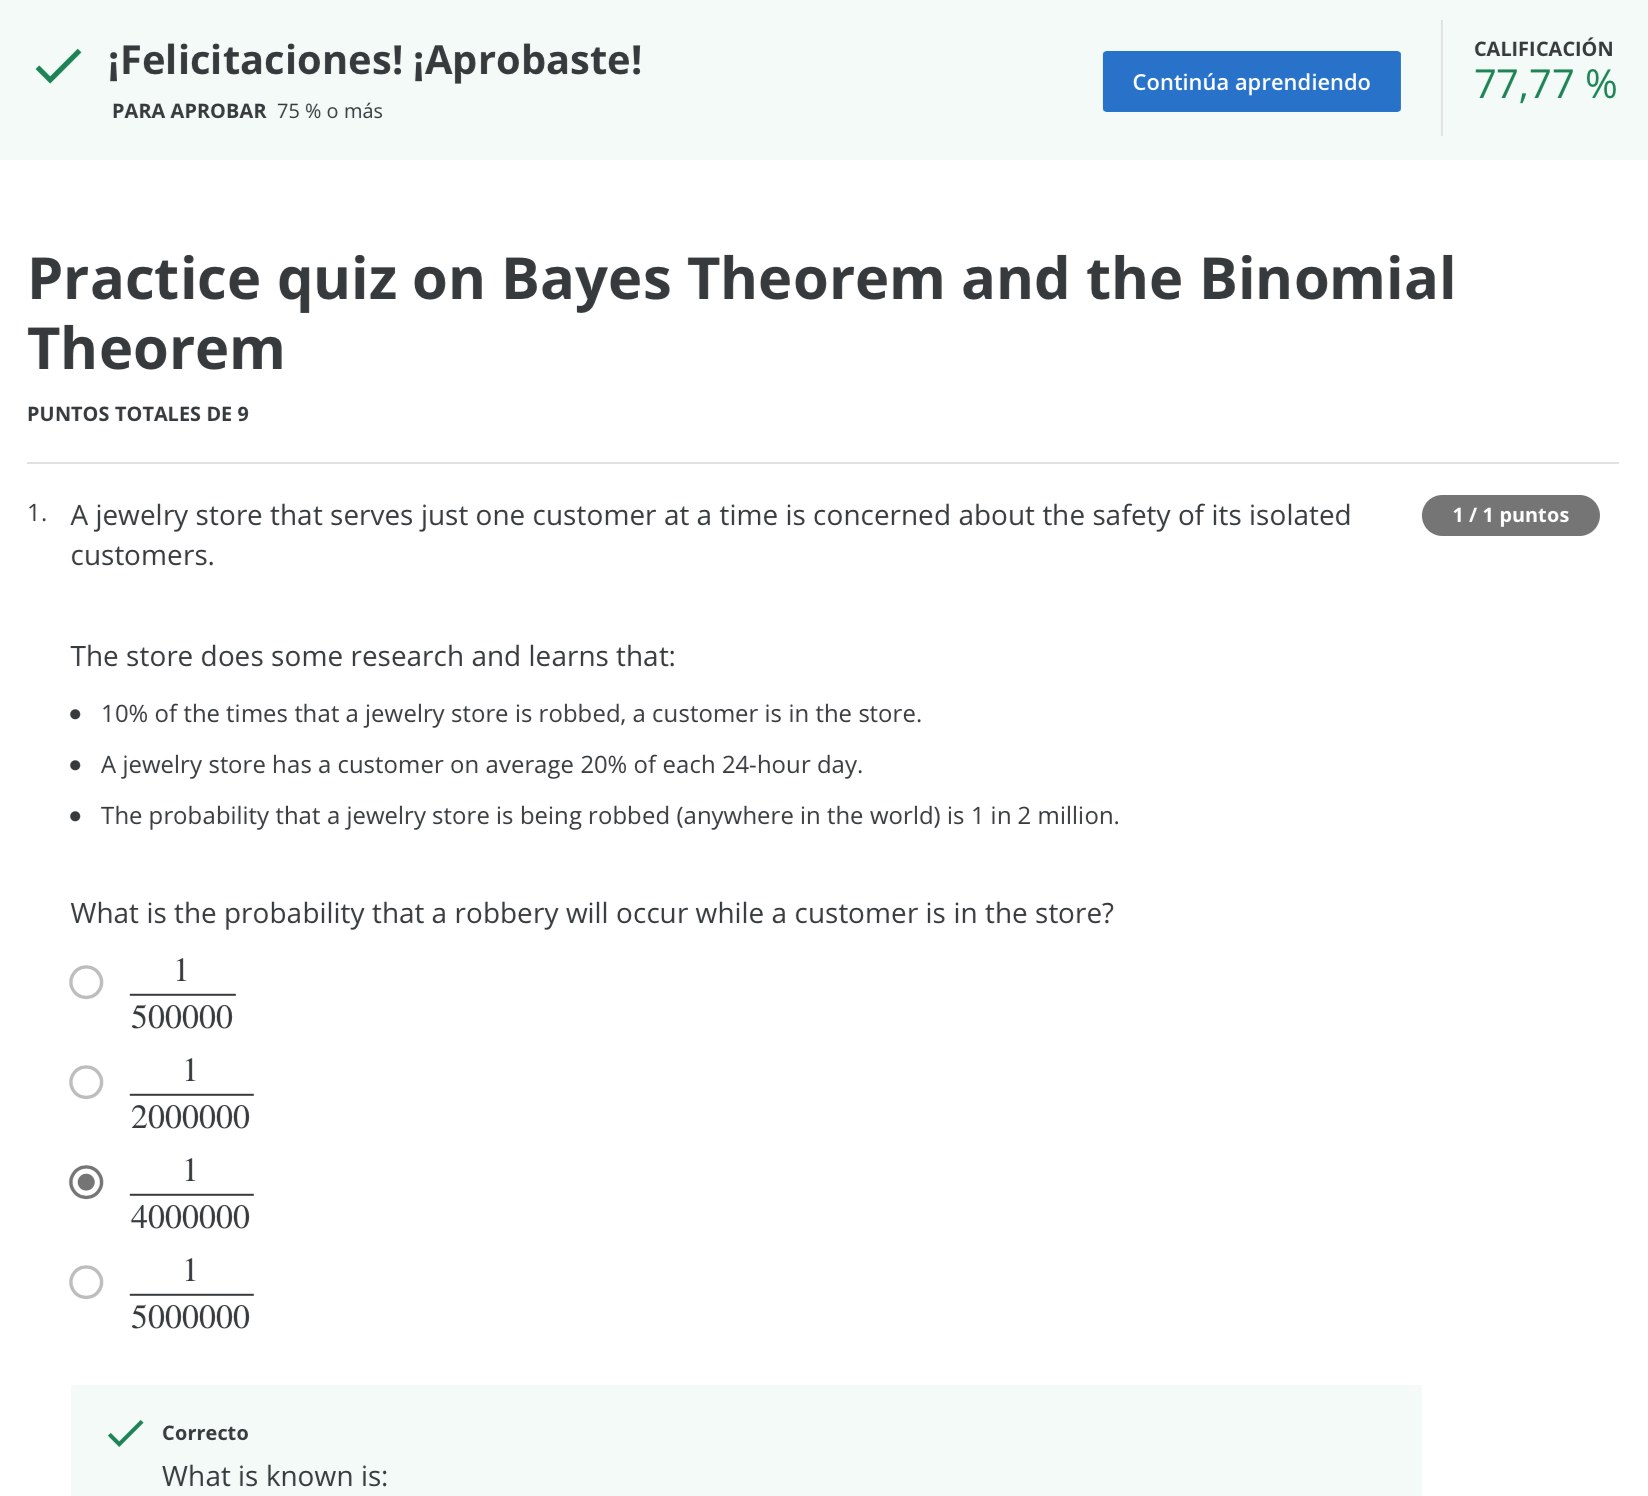 ¡Felicitaciones! ¡Aprobaste!
PARA APROBAR 75 % o más
Continúa aprendiendo
CALIFICACIÓN
77,77 %
Practice quiz on Bayes Theorem and the Binomial
Theorem
PUNTOS TOTALES DE 9
1. A jewelry store that serves just one customer at a time is concerned about the safety of its isolated
customers.
1 / 1 puntos
The store does some research and learns that:
• 10% of the times that a jewelry store is robbed, a customer is in the store.
• A jewelry store has a customer on average 20% of each 24-hour day.
• The probability that a jewelry store is being robbed (anywhere in the world) is 1 in 2 million.
What is the probability that a robbery will occur while a customer is in the store?
1
500000
1
2000000
1
4000000
1
5000000
Correcto
What is known is: